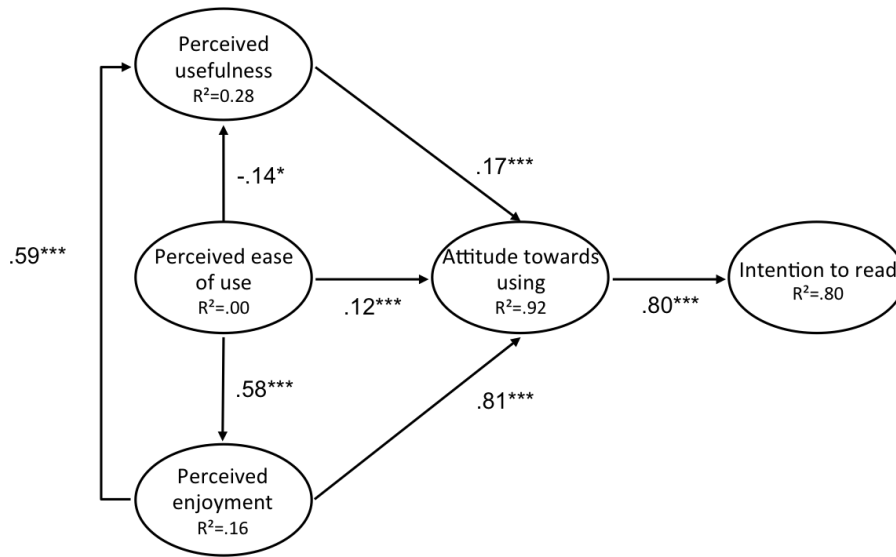 Perceived
usefulness
R²=0.28
-.14*
.17***
.59***
Perceived ease
of use
R²=.00
.12***
Attitude towards
using
R²=.92
.80***
Intention to read
R²=.80
.58***
.81***
Perceived
enjoyment
R²=.16